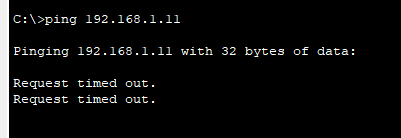 C:\>ping 192.168.1.11
Pinging 192.168.1.11 with 32 bytes of data:
Request timed out.
Request timed out.